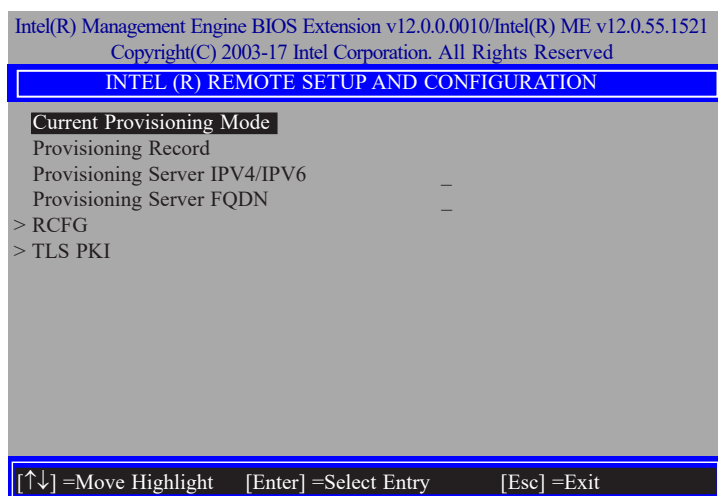 Intel(R) Management Engine BIOS Extension v12.0.0.0010/Intel(R) ME v12.0.55.1521
Copyright(C) 2003-17 Intel Corporation. All Rights Reserved
INTEL (R) REMOTE SETUP AND CONFIGURATION
Current Provisioning Mode
Provisioning Record
Provisioning Server IPV4/IPV6 _
Provisioning Server FQDN _
> RCFG
> TLS PKI
[↑↓] =Move Highlight [Enter] =Select Entry [Esc] =Exit